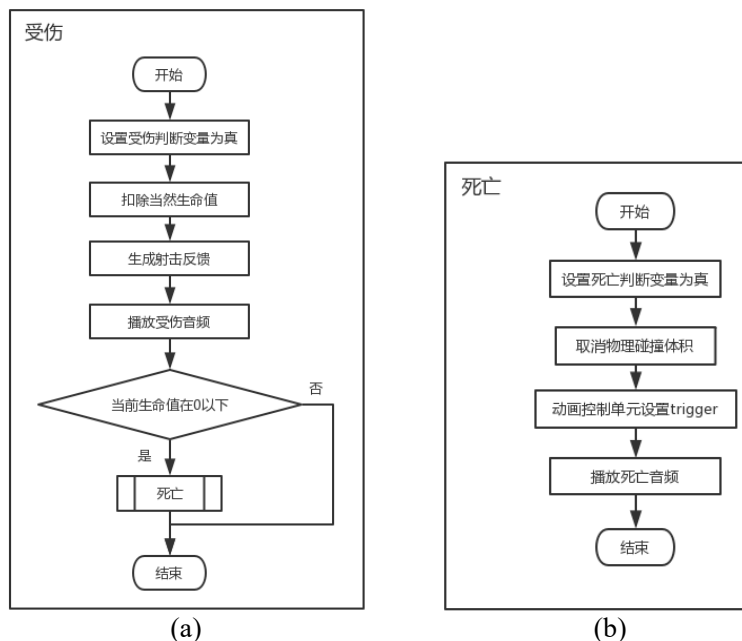 受伤
开始
设置受伤判断变量为真
扣除当然生命值
生成射击反馈
播放受伤音频
当前生命值在0以下
否
是
死亡
结束
(a)
死亡
开始
设置死亡判断变量为真
取消物理碰撞体积
动画控制单元设置trigger
播放死亡音频
结束
(b)